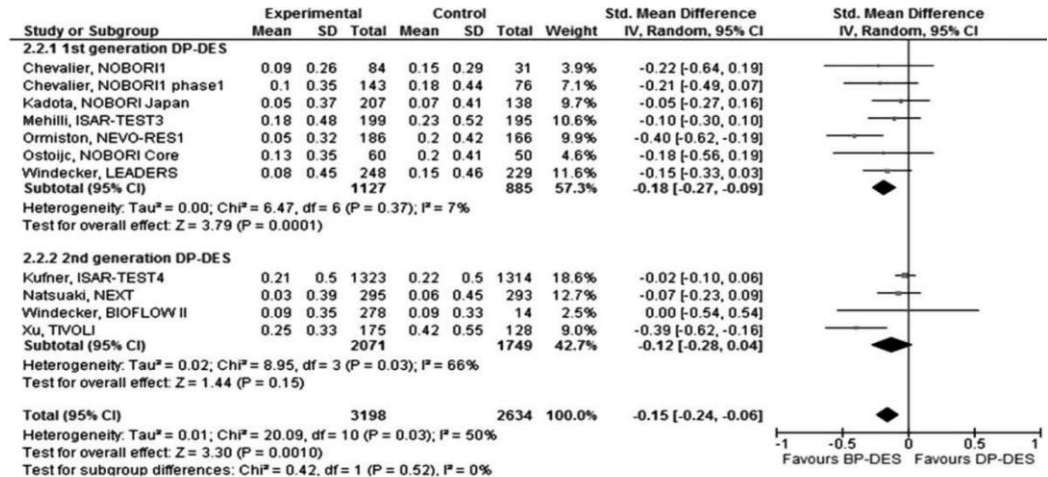 Experimental Control Std. Mean Difference Std. Mean Difference
Study or Subgroup Mean SD Total Mean SD Total Weight IV, Random, 95% CI IV, Random, 95% CI
2.2.1 1st generation DP-DES
Chevalier, NOBORI1 0.09 0.26 84 0.15 0.29 31 3.9% -0.22 [-0.64, 0.19]
Chevalier, NOBORI1 phase1 0.1 0.35 143 0.18 0.44 76 7.1% -0.21 [-0.49, 0.07]
Kadota, NOBORI Japan 0.05 0.37 207 0.07 0.41 138 9.0% -0.05 [-0.27, 0.16]
Mehilli, ISAR-TEST3 0.18 0.48 199 0.23 0.52 195 10.6% -0.10 [-0.30, 0.10]
Ormiston, NEVO-RES1 0.05 0.32 186 0.2 0.42 166 9.9% -0.40 [-0.62, -0.19]
Ostoijc, NOBORI Core 0.13 0.35 60 0.2 0.41 50 4.6% -0.18 [-0.56, 0.19]
Windecker, LEADERS 0.08 0.45 248 0.15 0.46 229 11.6% -0.15 [-0.33, 0.03]
Subtotal (95% CI) 1127 885 57.3% -0.18 [-0.27, -0.09]
Heterogeneity: Tau² = 0.00; Chi² = 6.47, df = 6 (P = 0.37); I² = 7%
Test for overall effect: Z = 3.79 (P = 0.0001)
2.2.2 2nd generation DP-DES
Kufner, ISAR-TEST4 0.21 0.5 1323 0.22 0.5 1314 18.6% -0.02 [-0.10, 0.06]
Natsuaki, NEXT 0.03 0.39 295 0.06 0.45 293 12.7% -0.07 [-0.23, 0.09]
Windecker, BIOFLOW II 0.09 0.35 278 0.09 0.33 14 2.5% 0.00 [-0.54, 0.54]
Xu, TIVOLI 0.25 0.33 175 0.42 0.55 128 9.0% -0.39 [-0.62, -0.16]
Subtotal (95% CI) 2071 1749 42.7% -0.12 [-0.28, 0.04]
Heterogeneity: Tau² = 0.02; Chi² = 8.95, df = 3 (P = 0.03); I² = 66%
Test for overall effect: Z = 1.44 (P = 0.15)
Total (95% CI) 3198 2634 100.0% -0.15 [-0.24, -0.06]
Heterogeneity: Tau² = 0.01; Chi² = 20.09, df = 10 (P = 0.03); I² = 50%
Test for overall effect: Z = 3.30 (P = 0.0010)
Test for subgroup differences: Chi² = 0.42, df = 1 (P = 0.52), I² = 0%
-1 -0.5 0 0.5 1
Favours BP-DES Favours DP-DES